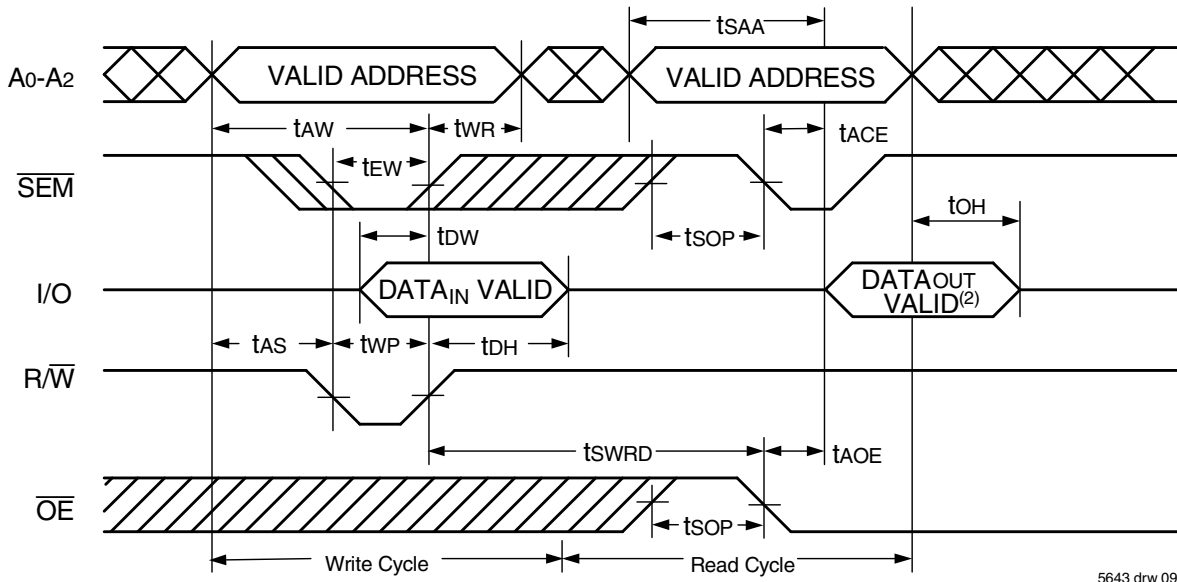 tSAA
A0-A2
VALID ADDRESS
VALID ADDRESS
tAW
tWR
tACE
tEW
SEM
tSOP
tOH
tDW
I/O
DATAIN VALID
DATAOUT
VALID(2)
tAS
tWP
tDH
R/W
tSWRD
tAOE
OE
tSOP
Write Cycle
Read Cycle
5643 drw 09